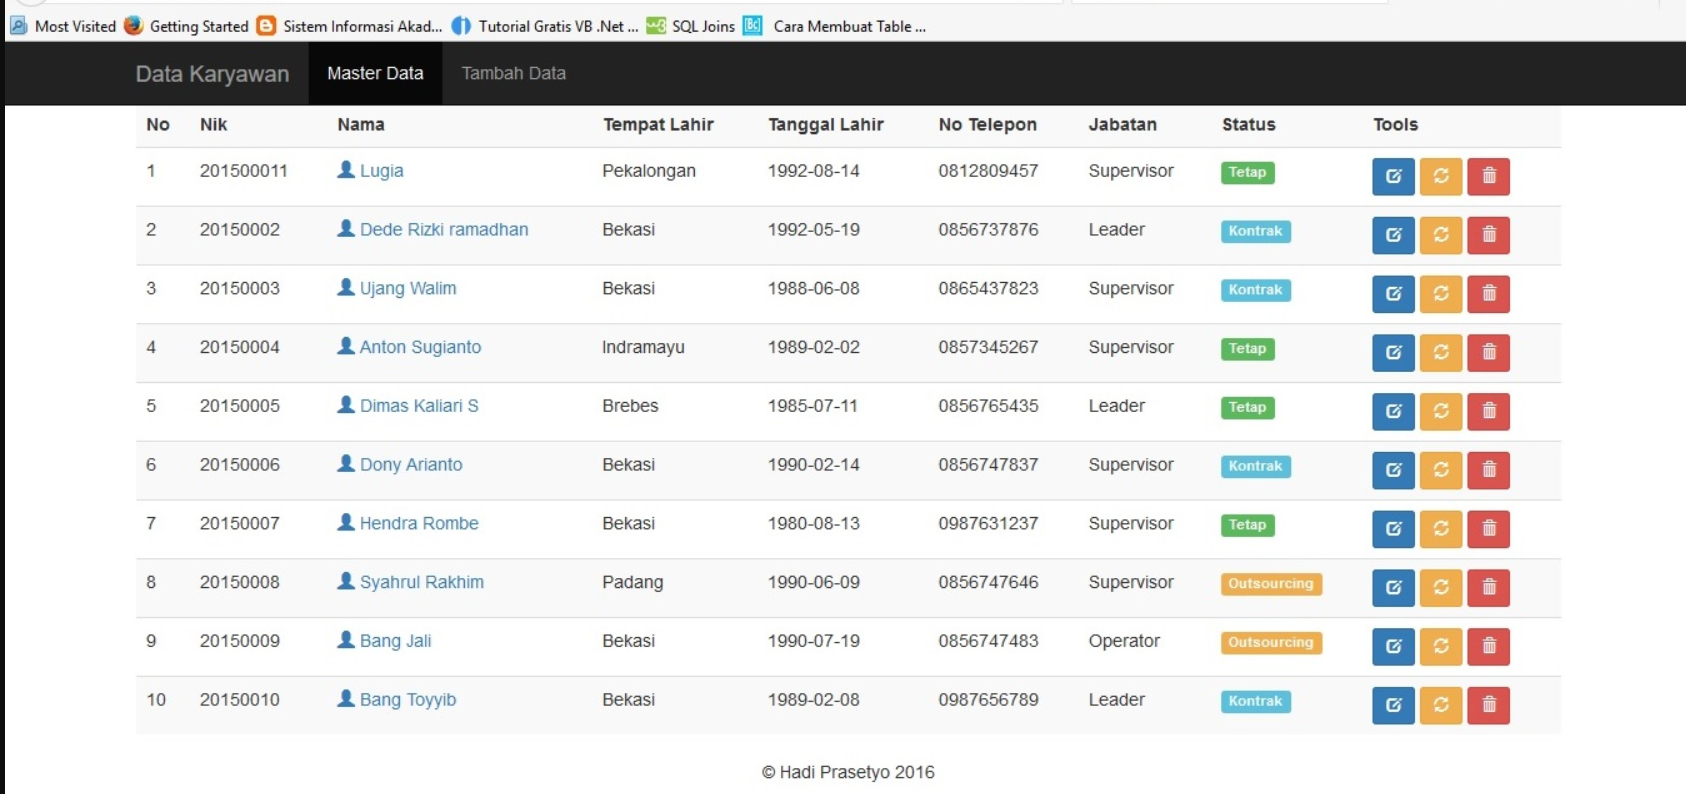 Most Visited Getting Started Sistem Informasi Akad... Tutorial Gratis VB .Net ... SQL Joins Cara Membuat Table ...
Data Karyawan Master Data Tambah Data
No Nik Nama Tempat Lahir Tanggal Lahir No Telepon Jabatan Status Tools
1 201500011 Lugia Pekalongan 1992-08-14 0812809457 Supervisor Tetap
2 20150002 Dede Rizki ramadhan Bekasi 1992-05-19 0856737876 Leader Kontrak
3 20150003 Ujang Walim Bekasi 1988-06-08 0865437823 Supervisor Kontrak
4 20150004 Anton Sugianto Indramayu 1989-02-02 0857345267 Supervisor Tetap
5 20150005 Dimas Kaliari S Brebes 1985-07-11 0856765435 Leader Tetap
6 20150006 Dony Arianto Bekasi 1990-02-14 0856747837 Supervisor Kontrak
7 20150007 Hendra Rombe Bekasi 1980-08-13 0987631237 Supervisor Tetap
8 20150008 Syahrul Rakhim Padang 1990-06-09 0856747646 Supervisor Outsourcing
9 20150009 Bang Jali Bekasi 1990-07-19 0856747483 Operator Outsourcing
10 20150010 Bang Toyyib Bekasi 1989-02-08 0987656789 Leader Kontrak
© Hadi Prasetyo 2016